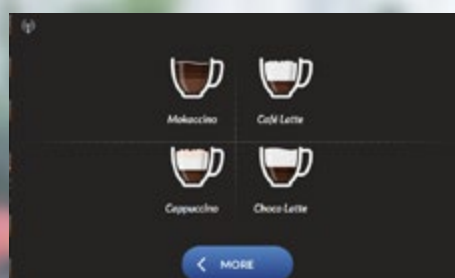 Mokaccino
Café Latte
Cappuccino
Choco Latte
MORE